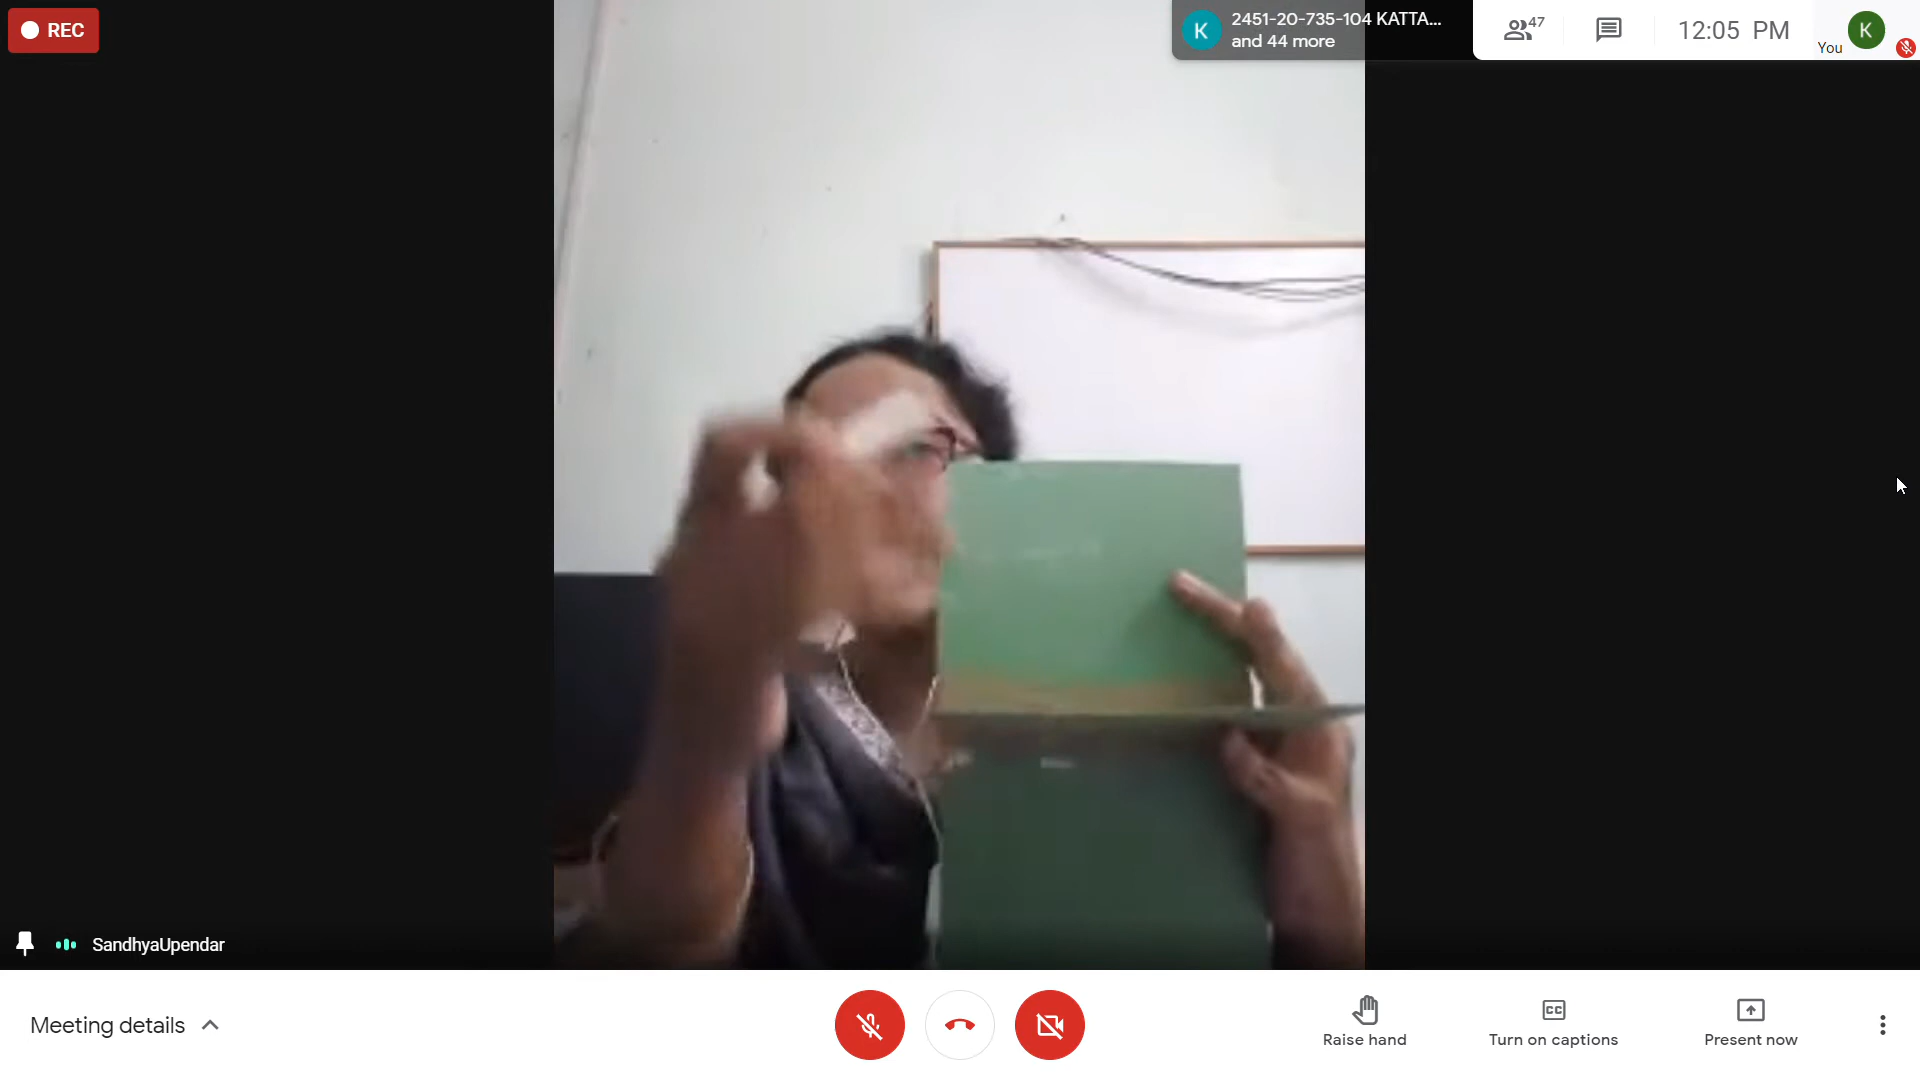 REC
K
2451-20-735-104 KATTA...
and 44 more
47
12:05 PM
You
K
SandhyaUpendar
Meeting details
CC
Raise hand
Turn on captions
Present now